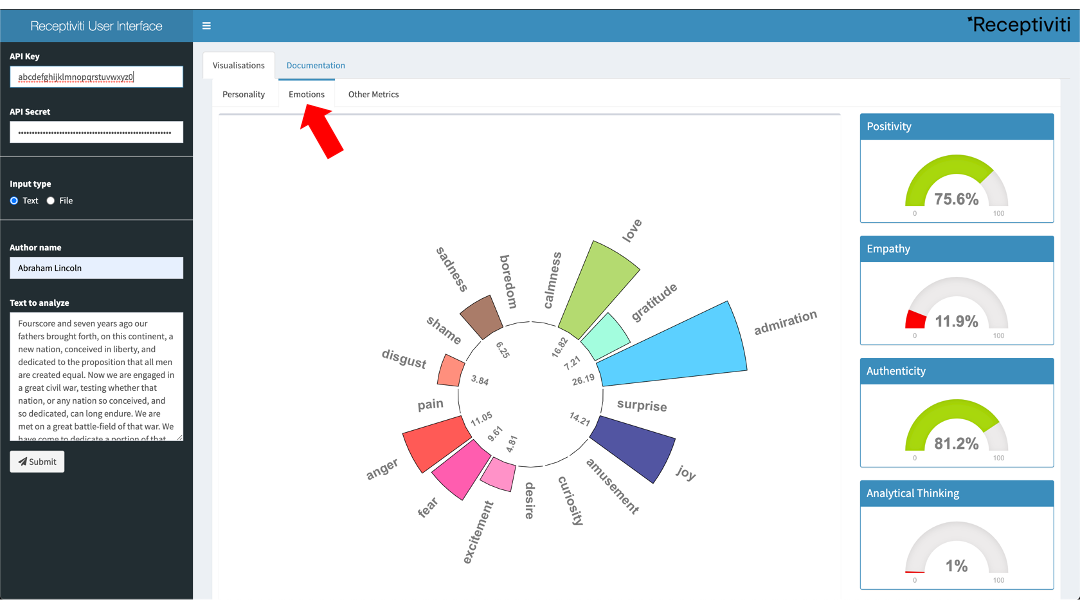 Receptiviti User Interface
☰
*Receptiviti
API Key
abcdefghijklmnopqrstuvwxyz0
API Secret
••••••••••••••••••••••••••••••••••••••••••••••••••••
Input type
Text File
Author name
Abraham Lincoln
Text to analyze
Fourscore and seven years ago our
fathers brought forth, on this continent, a
new nation, conceived in liberty, and
dedicated to the proposition that all men
are created equal. Now we are engaged in
a great civil war, testing whether that
nation, or any nation so conceived, and
so dedicated, can long endure. We are
met on a great battle-field of that war. We
have come to dedicate a portion of that
Submit
Visualisations Documentation
Personality Emotions Other Metrics
love
gratitude
admiration
surprise
joy
amusement
curiosity
desire
excitement
fear
anger
pain
disgust
shame
sadness
boredom
calmness
16.82
7.21
26.19
14.21
4.81
9.61
11.05
3.84
6.25
Positivity
75.6%
0 100
Empathy
11.9%
0 100
Authenticity
81.2%
0 100
Analytical Thinking
1%
0 100